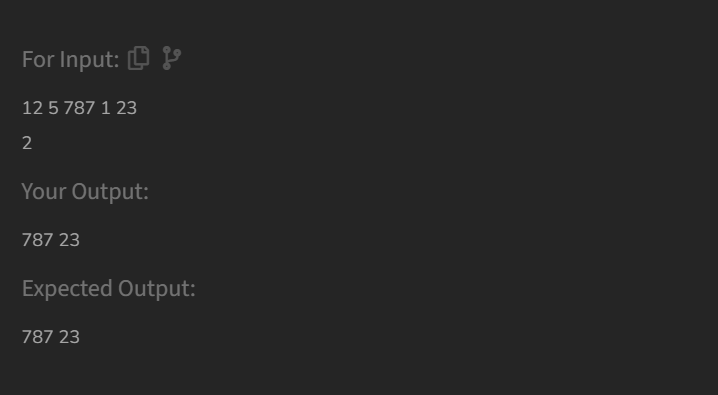 For Input:
12 5 787 1 23
2
Your Output:
787 23
Expected Output:
787 23